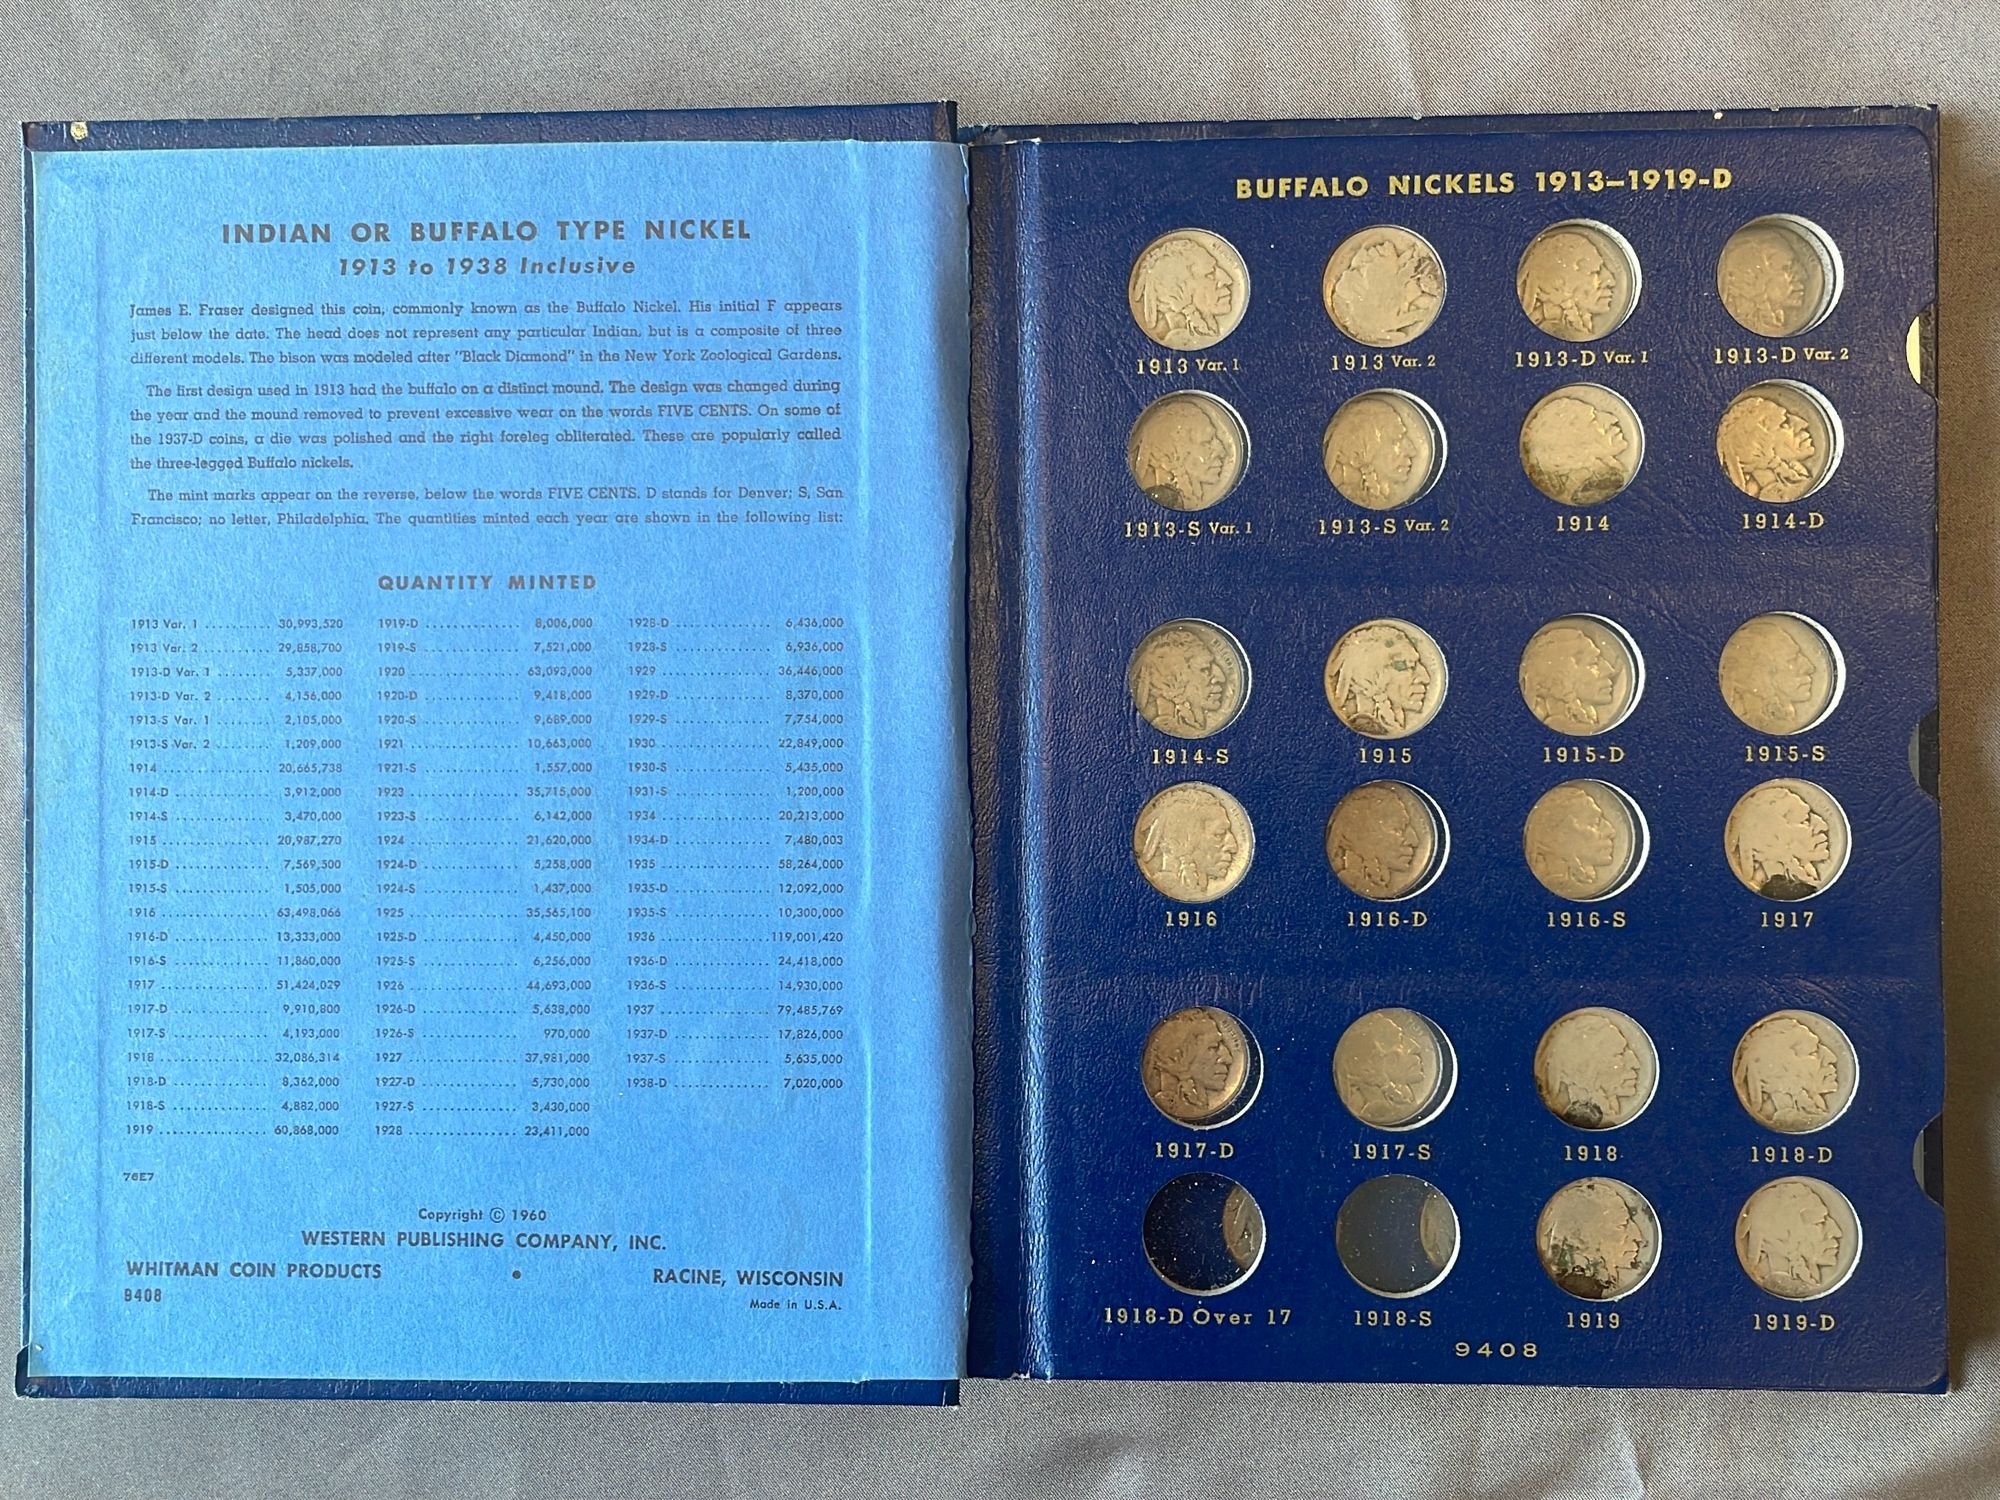 INDIAN OR BUFFALO TYPE NICKEL
1913 to 1938 Inclusive
James E. Fraser designed this coin, commonly known as the Buffalo Nickel. His initial F appears
just below the date. The head does not represent any particular Indian, but is a composite of three
different models. The bison was modeled after "Black Diamond" in the New York Zoological Gardens.
The first design used in 1913 had the buffalo on a distinct mound. The design was changed during
the year and the mound removed to prevent excessive wear on the words FIVE CENTS. On some of
the 1937-D coins, a die was polished and the right foreleg obliterated. These are popularly called
the three-legged Buffalo nickels.
The mint marks appear on the reverse, below the words FIVE CENTS. D stands for Denver; S, San
Francisco; no letter, Philadelphia. The quantities minted each year are shown in the following list:
QUANTITY MINTED
1913 Var. 1 .......... 30,993,520
1913 Var. 2 .......... 29,858,700
1913-D Var. 1 ....... 5,337,000
1913-D Var. 2 ....... 4,156,000
1913-S Var. 1 ........ 2,105,000
1913-S Var. 2 ........ 1,209,000
1914 ............... 20,665,738
1914-D ............. 3,912,000
1914-S ............. 3,470,000
1915 ............... 20,987,270
1915-D ............. 7,569,500
1915-S ............. 1,505,000
1916 ............... 63,498,066
1916-D ............. 13,333,000
1916-S ............. 11,860,000
1917 ............... 51,424,029
1917-D ............. 9,910,800
1917-S ............. 4,193,000
1918 ............... 32,086,314
1918-D ............. 8,362,000
1918-S ............. 4,882,000
1919 ............... 60,868,000
1919-D ............. 8,006,000
1919-S ............. 7,521,000
1920 ............... 63,093,000
1920-D ............. 9,418,000
1920-S ............. 9,689,000
1921 ............... 10,663,000
1921-S ............. 1,557,000
1923 ............... 35,715,000
1923-S ............. 6,142,000
1924 ............... 21,620,000
1924-D ............. 5,258,000
1924-S ............. 1,437,000
1925 ............... 35,565,100
1925-D ............. 4,450,000
1925-S ............. 6,256,000
1926 ............... 44,693,000
1926-D ............. 5,638,000
1926-S ............. 970,000
1927 ............... 37,981,000
1927-D ............. 5,730,000
1927-S ............. 3,430,000
1928 ............... 23,411,000
1928-D ............. 6,436,000
1928-S ............. 6,936,000
1929 ............... 36,446,000
1929-D ............. 8,370,000
1929-S ............. 7,754,000
1930 ............... 22,849,000
1930-S ............. 5,435,000
1931-S ............. 1,200,000
1934 ............... 20,213,000
1934-D ............. 7,480,003
1935 ............... 58,264,000
1935-D ............. 12,092,000
1935-S ............. 10,300,000
1936 ............... 119,001,420
1936-D ............. 24,418,000
1936-S ............. 14,930,000
1937 ............... 79,485,769
1937-D ............. 17,826,000
1937-S ............. 5,635,000
1938-D ............. 7,020,000
76E7
Copyright © 1960
WESTERN PUBLISHING COMPANY, INC.
WHITMAN COIN PRODUCTS • RACINE, WISCONSIN
9408
Made in U.S.A.
BUFFALO NICKELS 1913–1919-D
1913 Var. 1 1913 Var. 2 1913-D Var. 1 1913-D Var. 2
1913-S Var. 1 1913-S Var. 2 1914 1914-D
1914-S 1915 1915-D 1915-S
1916 1916-D 1916-S 1917
1917-D 1917-S 1918 1918-D
1918-D Over 17 1918-S 1919 1919-D
9408